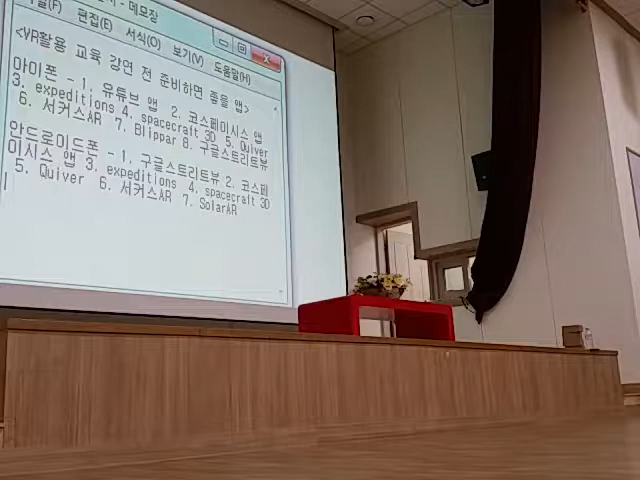 - 메모장
편집(E) 서식(O) 보기(V) 도움말(H)
<VR활용 교육 강연 전 준비하면 좋을 앱>
아이폰 - 1. 유튜브 앱 2. 코스페이시스 앱
3. expeditions 4. spacecraft 3D 5. Quiver
6. 서커스AR 7. Blippar 8. 구글스트리트뷰
안드로이드폰 - 1. 구글스트리트뷰 2. 코스페
이시스 앱 3. expeditions 4. spacecraft 3D
5. Quiver 6. 서커스AR 7. SolarAR